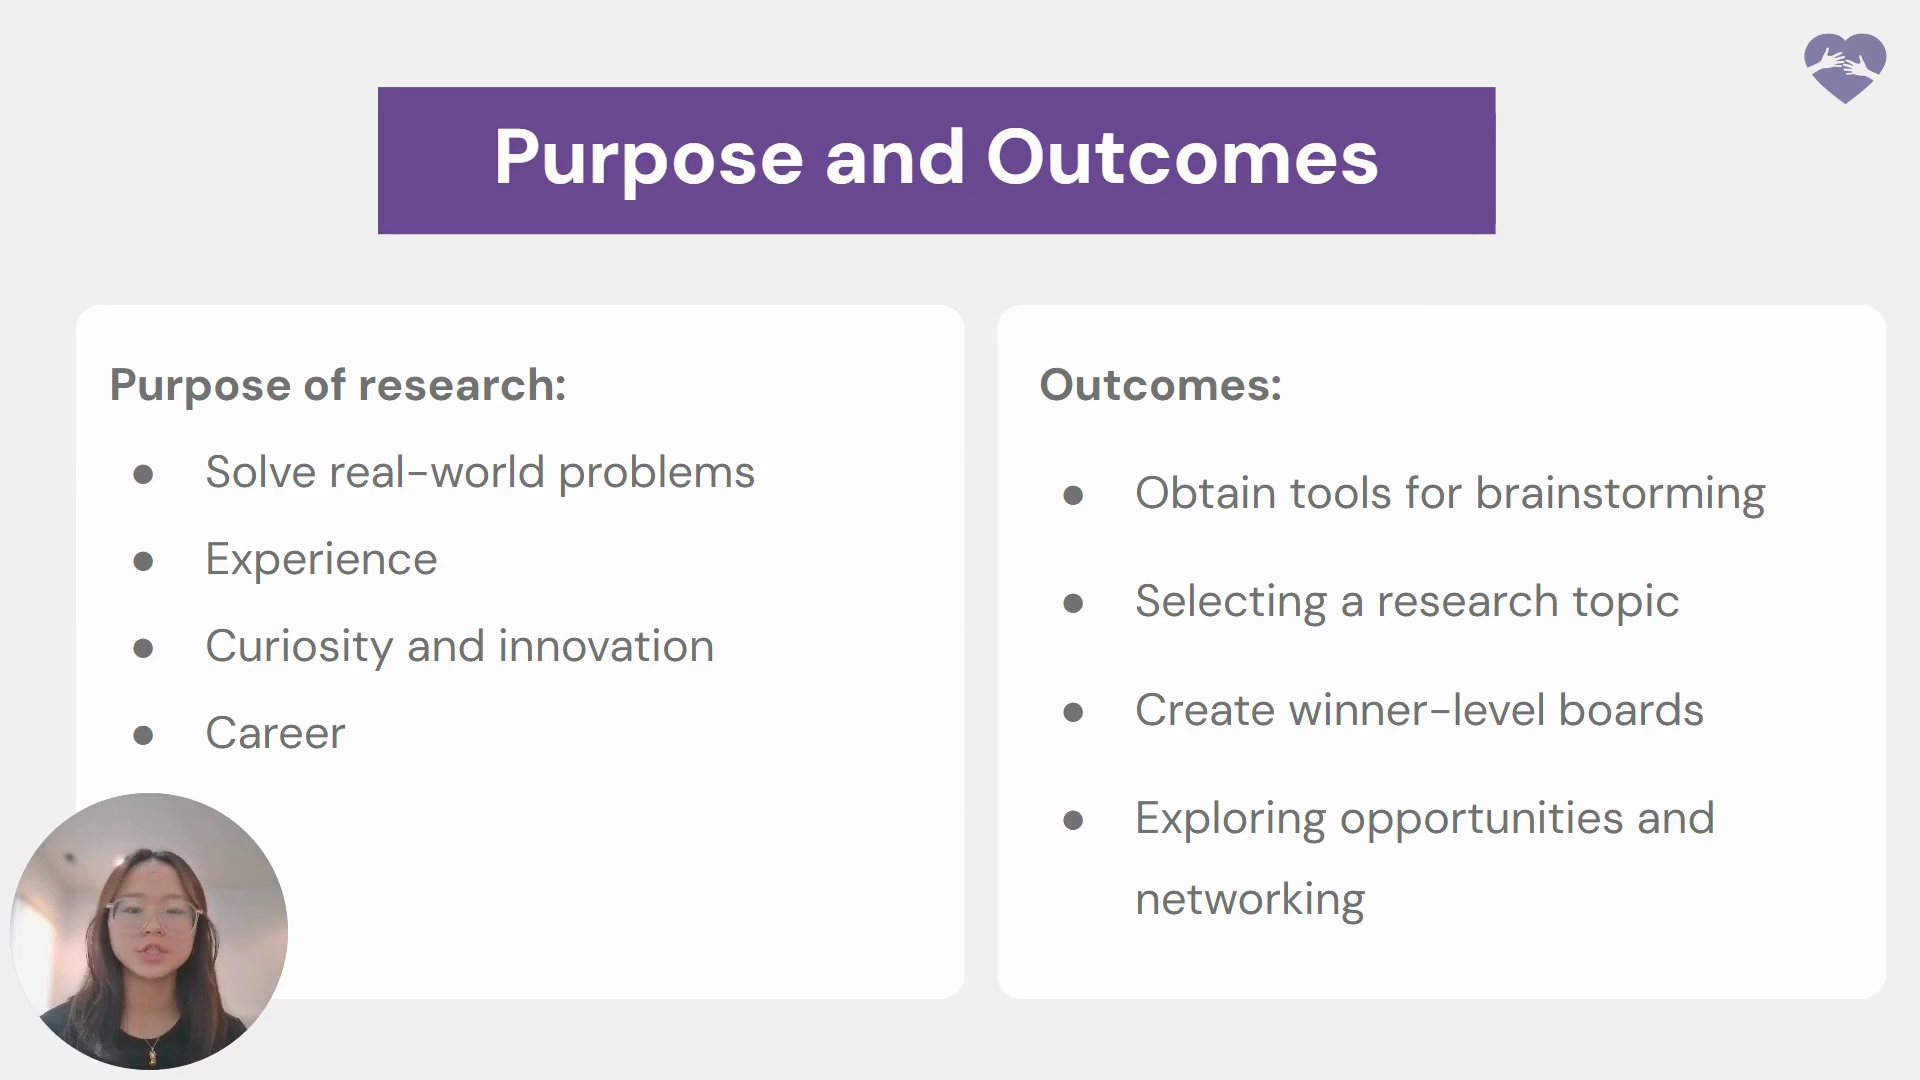 Purpose and Outcomes
Purpose of research:
● Solve real-world problems
● Experience
● Curiosity and innovation
● Career
Outcomes:
● Obtain tools for brainstorming
● Selecting a research topic
● Create winner-level boards
● Exploring opportunities and
networking